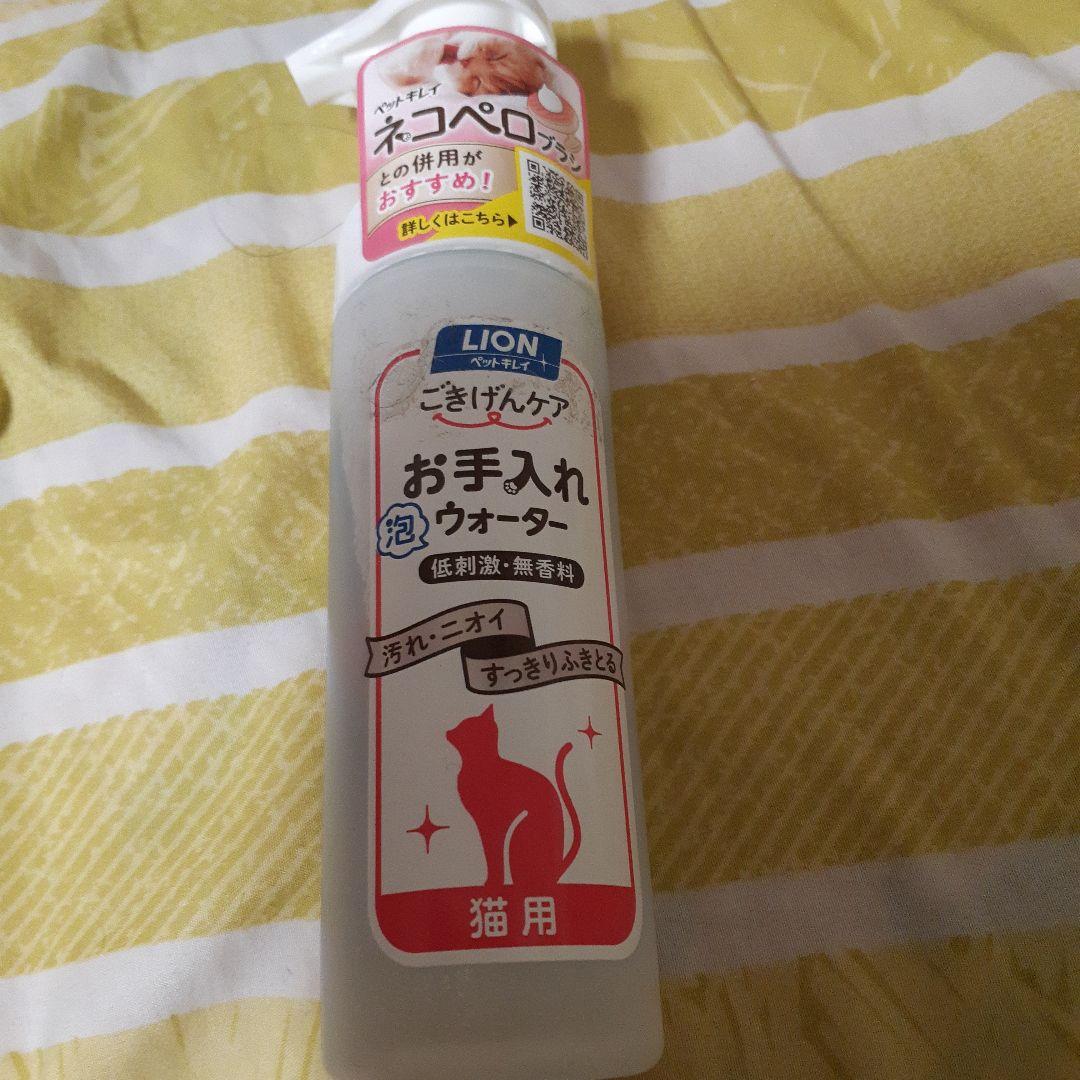 ペットキレイ
ネコペロブラシ
との併用が
おすすめ!
詳しくはこちら▶
LION
ペットキレイ
ごきげんケア
お手入れ
泡ウォーター
低刺激・無香料
汚れ・ニオイ
すっきりふきとる
猫用